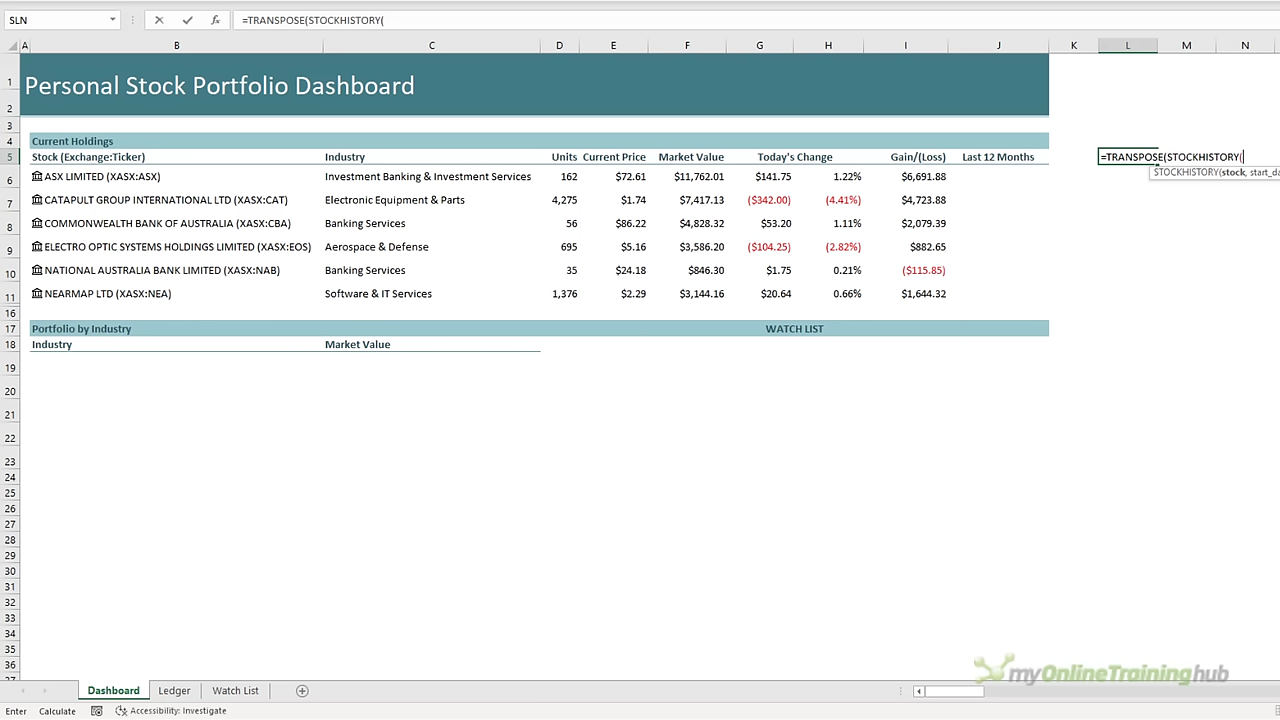 SLN =TRANSPOSE(STOCKHISTORY(
A B C D E F G H I J K L M N
1 Personal Stock Portfolio Dashboard
2
3
4 Current Holdings
5 Stock (Exchange:Ticker) Industry Units Current Price Market Value Today's Change Gain/(Loss) Last 12 Months =TRANSPOSE(STOCKHISTORY(
STOCKHISTORY(stock, start_da
6 ASX LIMITED (XASX:ASX) Investment Banking & Investment Services 162 $72.61 $11,762.01 $141.75 1.22% $6,691.88
7 CATAPULT GROUP INTERNATIONAL LTD (XASX:CAT) Electronic Equipment & Parts 4,275 $1.74 $7,417.13 ($342.00) (4.41%) $4,723.88
8 COMMONWEALTH BANK OF AUSTRALIA (XASX:CBA) Banking Services 56 $86.22 $4,828.32 $53.20 1.11% $2,079.39
9 ELECTRO OPTIC SYSTEMS HOLDINGS LIMITED (XASX:EOS) Aerospace & Defense 695 $5.16 $3,586.20 ($104.25) (2.82%) $882.65
10 NATIONAL AUSTRALIA BANK LIMITED (XASX:NAB) Banking Services 35 $24.18 $846.30 $1.75 0.21% ($115.85)
11 NEARMAP LTD (XASX:NEA) Software & IT Services 1,376 $2.29 $3,144.16 $20.64 0.66% $1,644.32
16
17 Portfolio by Industry WATCH LIST
18 Industry Market Value
19
20
21
22
23
24
25
26
27
28
29
30
31
32
33
34
35
36
myOnlineTraininghub
Dashboard Ledger Watch List
Enter Calculate Accessibility: Investigate